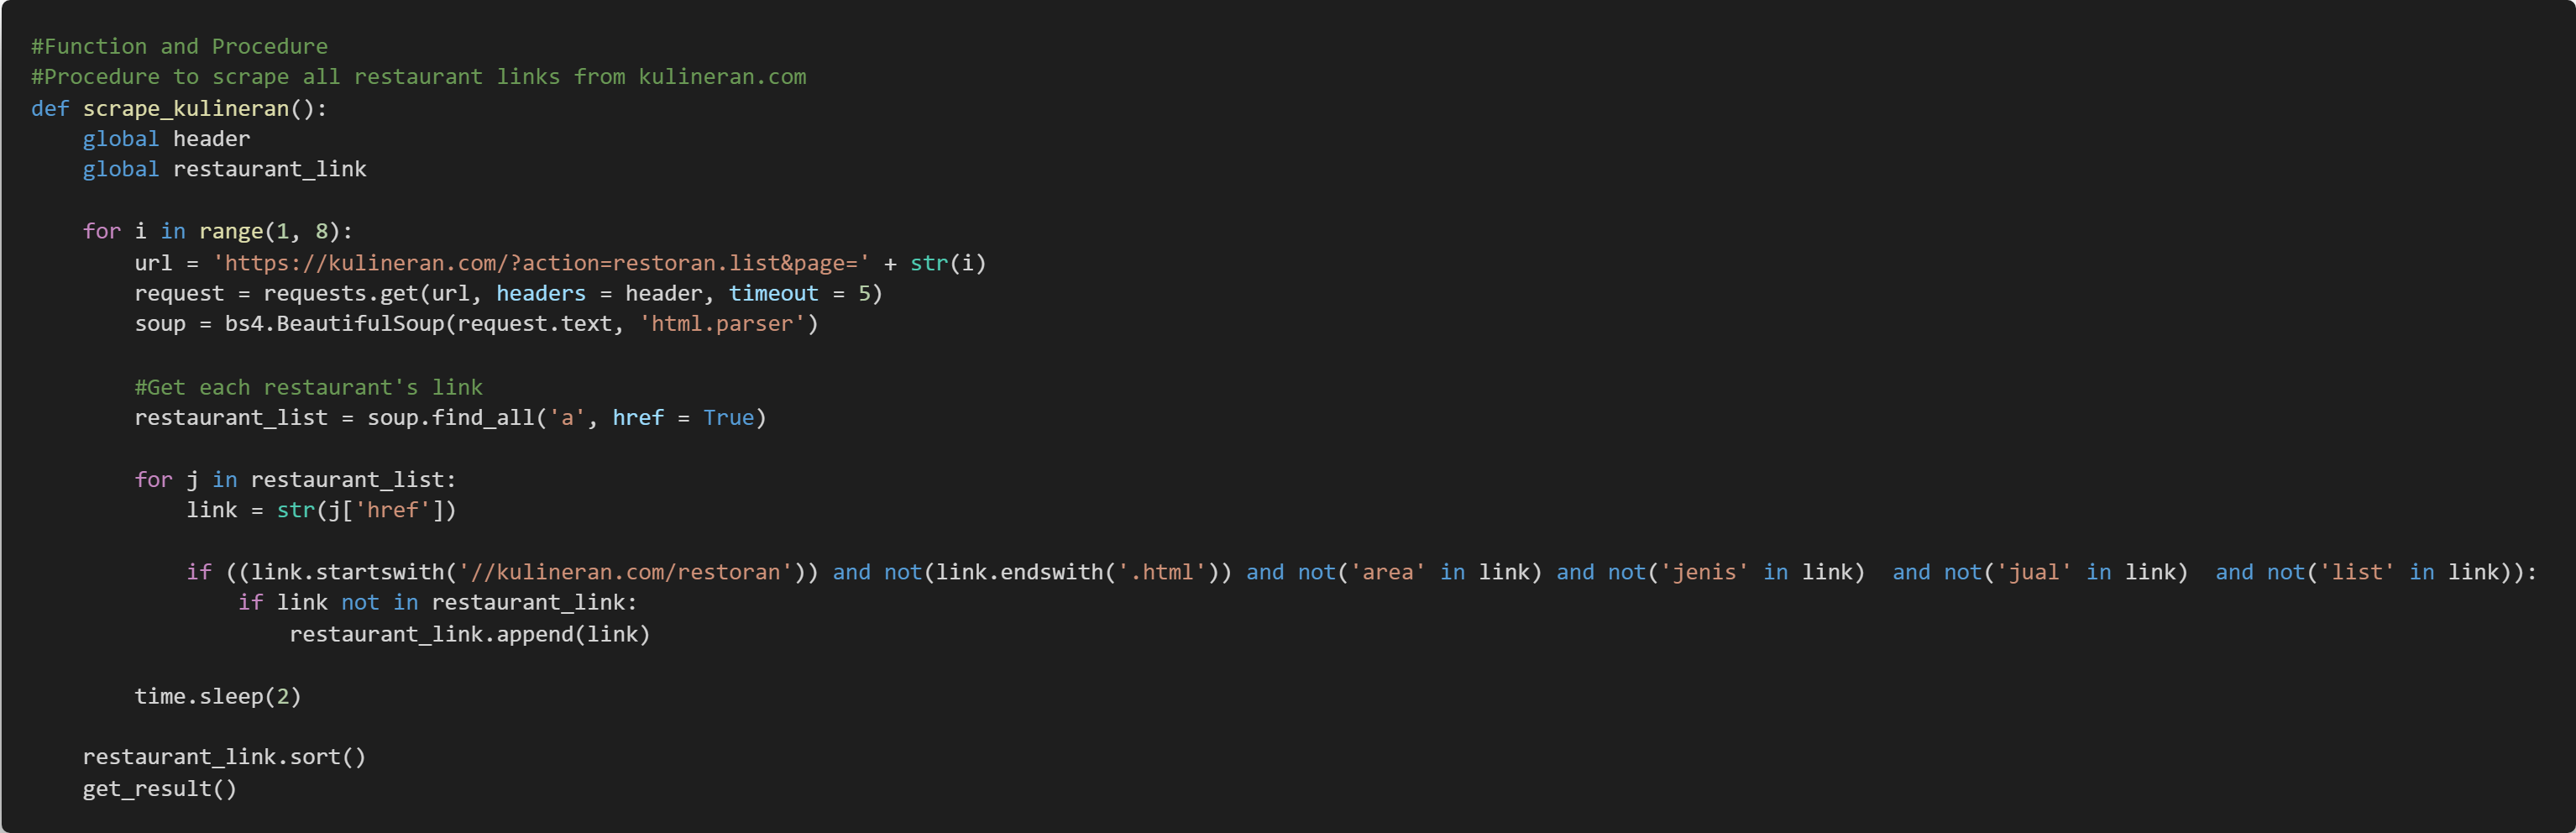 #Function and Procedure
#Procedure to scrape all restaurant links from kulineran.com
def scrape_kulineran():
    global header
    global restaurant_link

    for i in range(1, 8):
        url = 'https://kulineran.com/?action=restoran.list&page=' + str(i)
        request = requests.get(url, headers = header, timeout = 5)
        soup = bs4.BeautifulSoup(request.text, 'html.parser')

        #Get each restaurant's link
        restaurant_list = soup.find_all('a', href = True)

        for j in restaurant_list:
            link = str(j['href'])

            if ((link.startswith('//kulineran.com/restoran')) and not(link.endswith('.html')) and not('area' in link) and not('jenis' in link)  and not('jual' in link)  and not('list' in link)):
                if link not in restaurant_link:
                    restaurant_link.append(link)

        time.sleep(2)

    restaurant_link.sort()
    get_result()